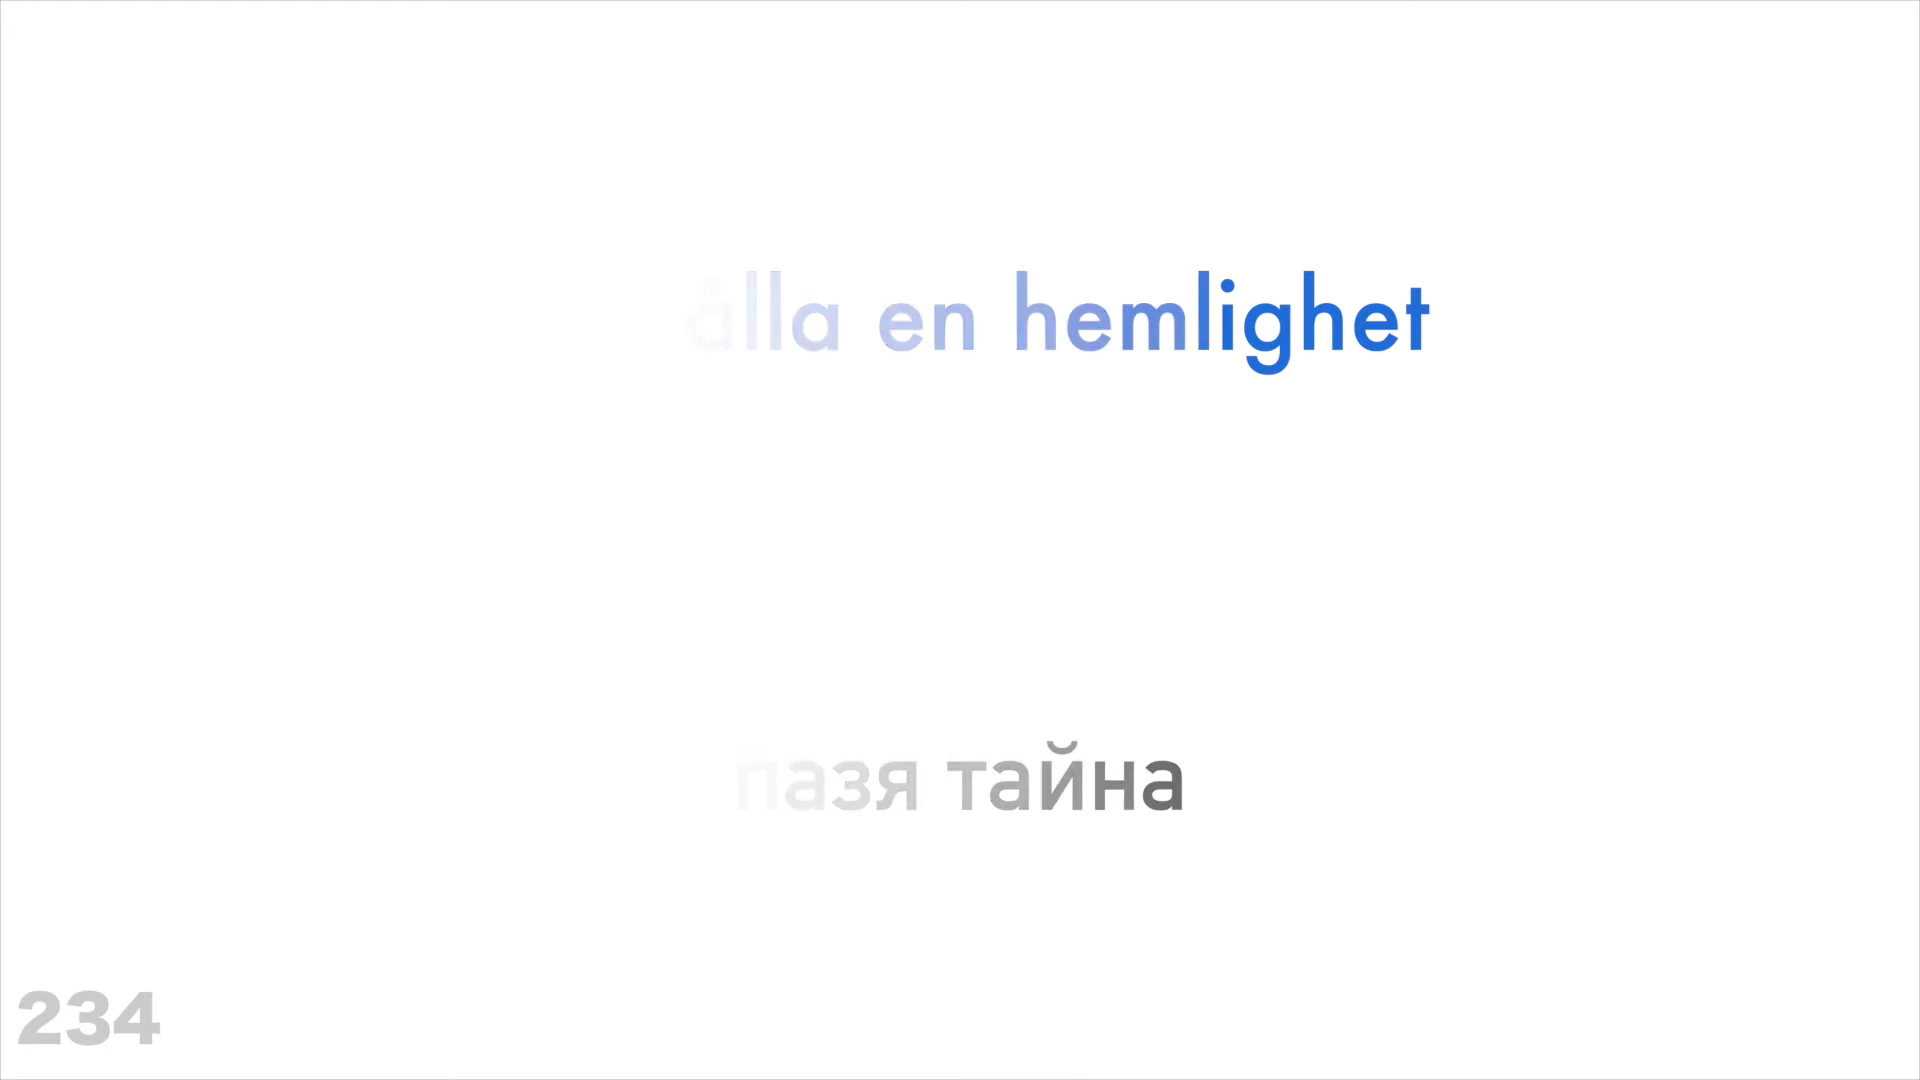 ålla en hemlighet
пазя тайна
234